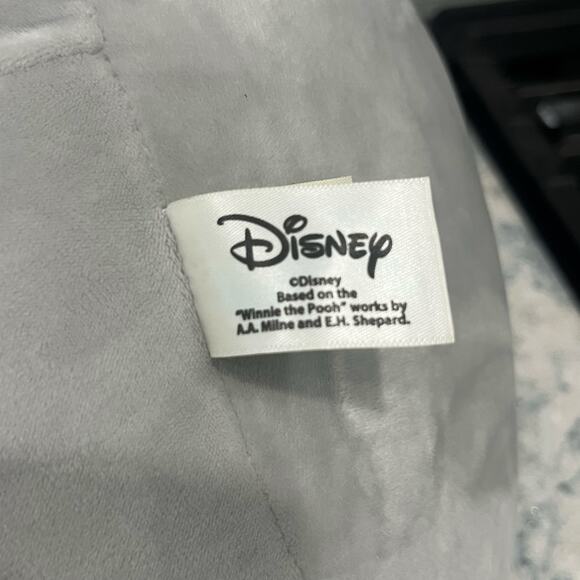 Disney
©Disney
Based on the
"Winnie the Pooh" works by
A.A. Milne and E.H. Shepard.